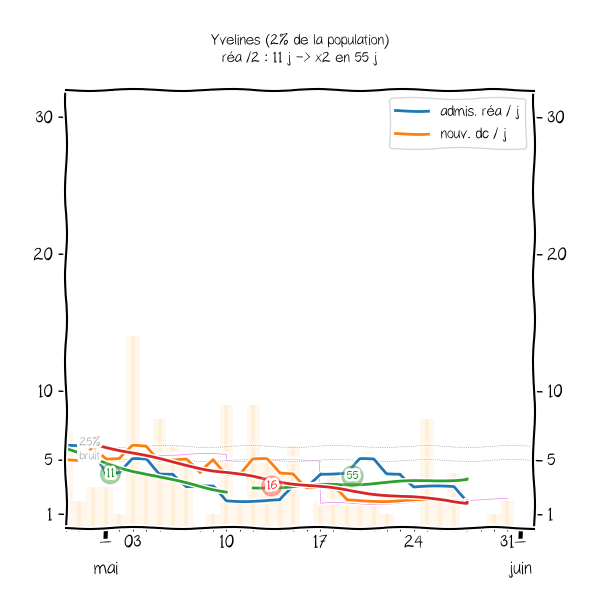 Yvelines (2% de la population)
réa /2 : 11 j -> x2 en 55 j
admis. réa / j
nouv. dc / j
30
30
20
20
10
10
5
5
1
1
25%
bruit
11
16
55
03
10
17
24
31
mai
juin